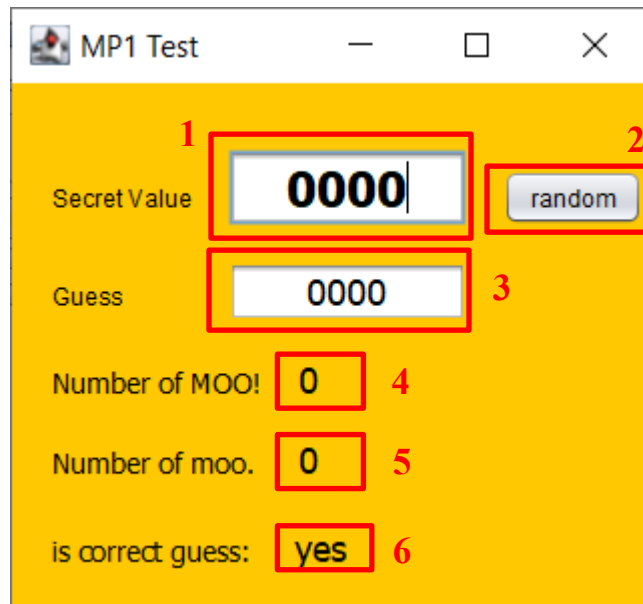 MP1 Test
1 2
Secret Value 0000 random
Guess 0000 3
Number of MOO! 0 4
Number of moo. 0 5
is correct guess: yes 6